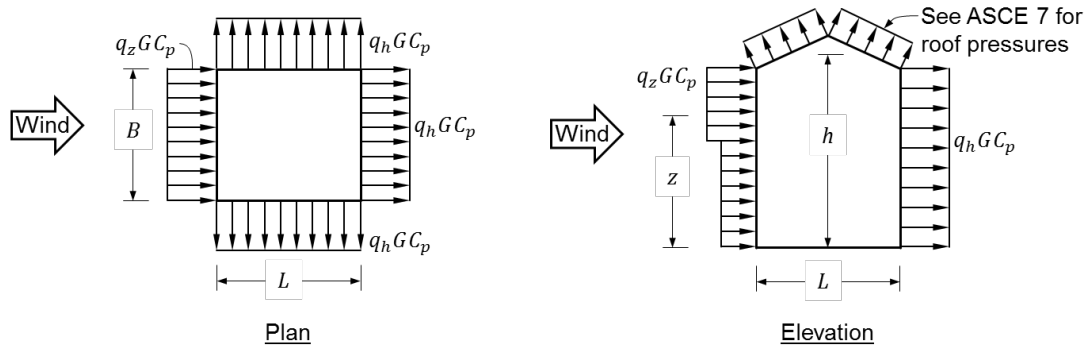 q_hGC_p
q_zGC_p
Wind
B
q_hGC_p
q_hGC_p
L
Plan
See ASCE 7 for
roof pressures
q_zGC_p
Wind
h
z
q_hGC_p
L
Elevation